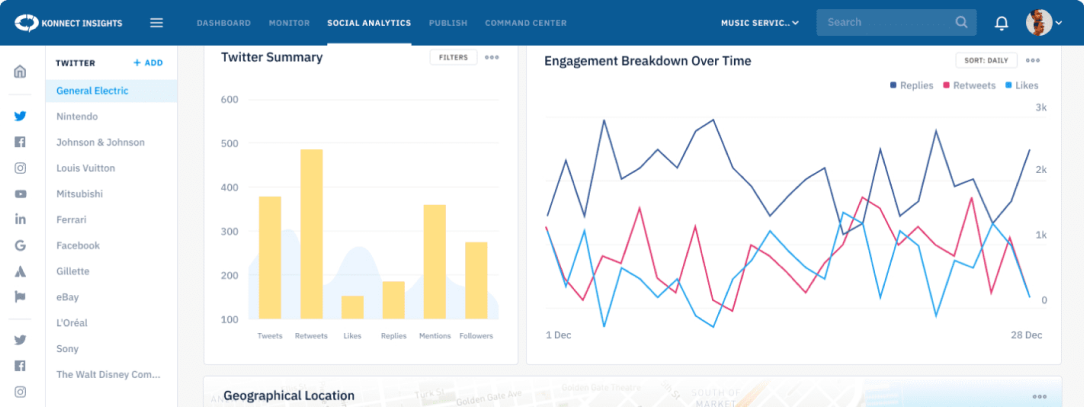 KONNECT INSIGHTS
DASHBOARD
MONITOR
SOCIAL ANALYTICS
PUBLISH
COMMAND CENTER
MUSIC SERVIC..
Search
TWITTER
+ ADD
General Electric
Nintendo
Johnson & Johnson
Louis Vuitton
Mitsubishi
Ferrari
Facebook
Gillette
eBay
L'Oréal
Sony
The Walt Disney Com...
Twitter Summary
FILTERS
600
500
400
300
200
100
Tweets
Retweets
Likes
Replies
Mentions
Followers
Engagement Breakdown Over Time
SORT: DAILY
Replies
Retweets
Likes
3k
2k
1k
0
1 Dec
28 Dec
Geographical Location
Turk St
Golden Gate Ave
Golden Gate Theatre
SOUTH OF
MARKET